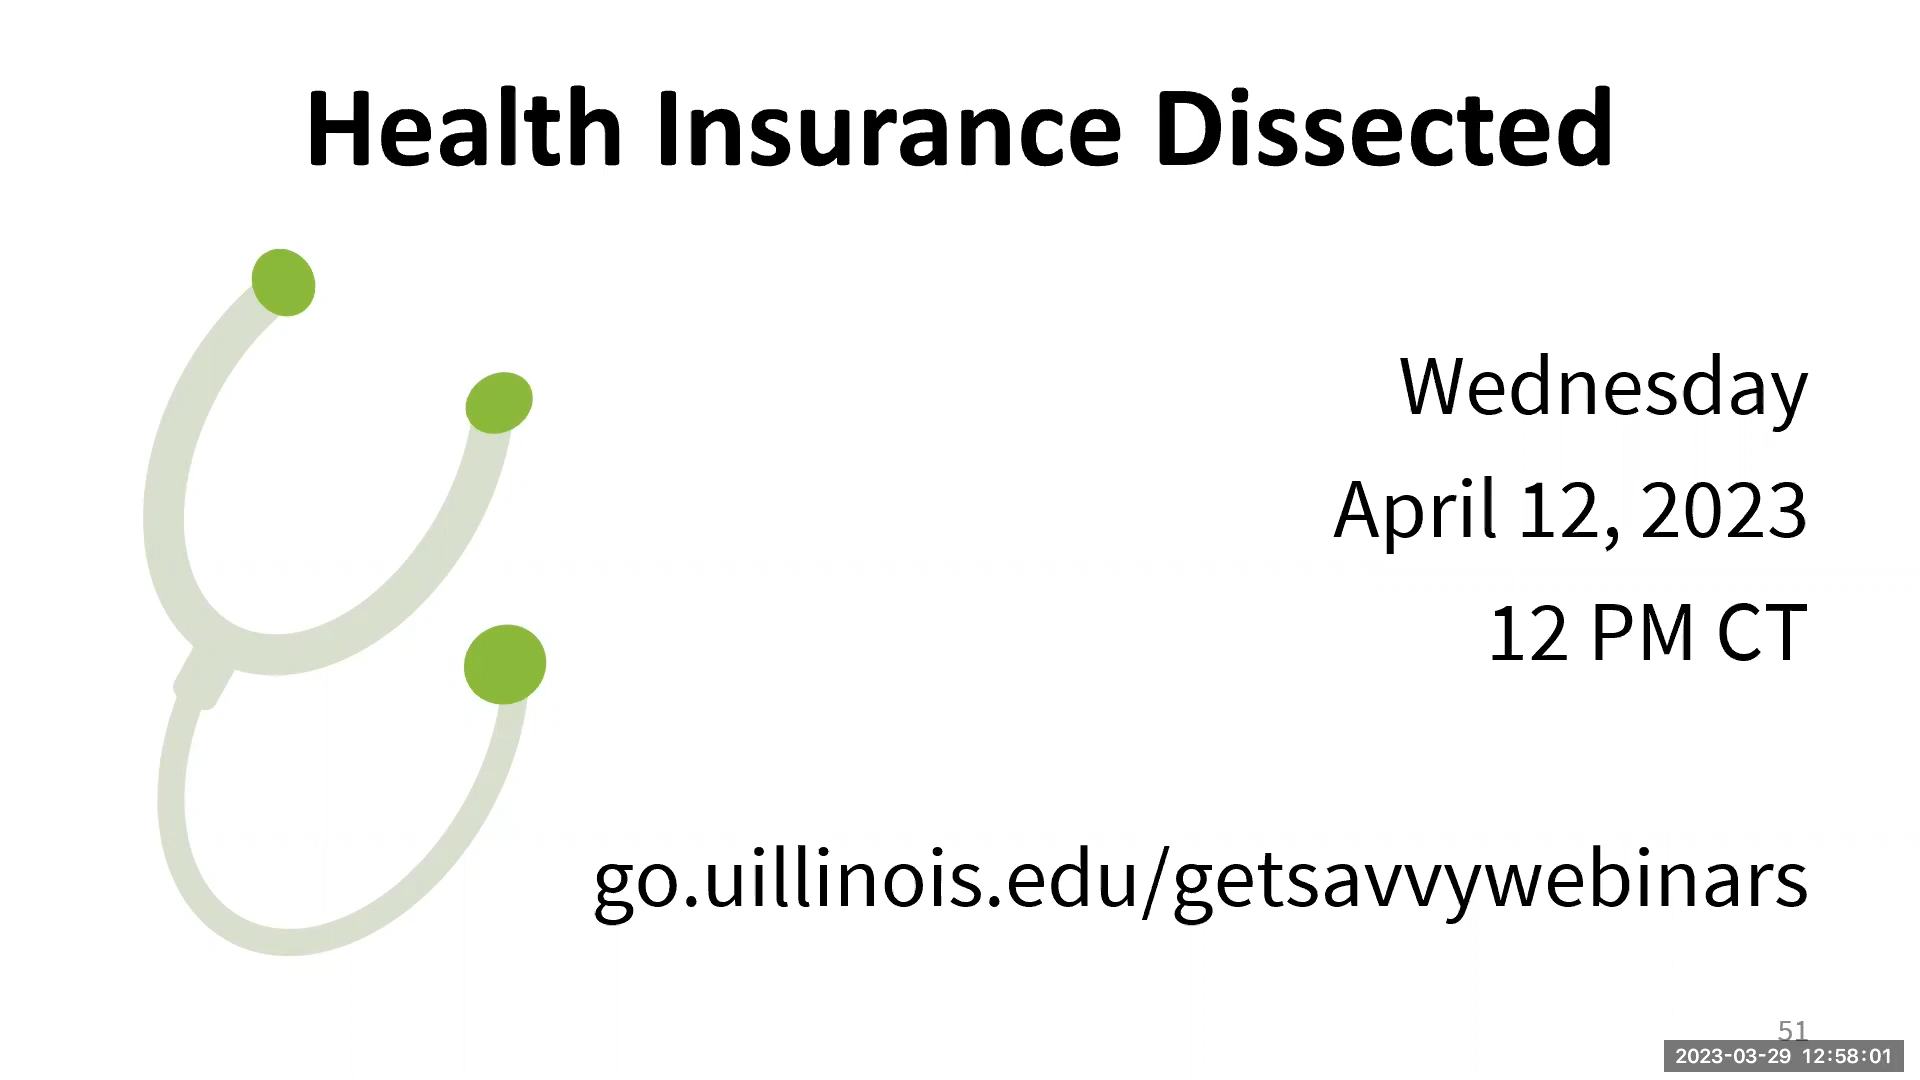 Health Insurance Dissected
Wednesday
April 12, 2023
12 PM CT
go.uillinois.edu/getsavvywebinars
51
2023-03-29 12:58:01